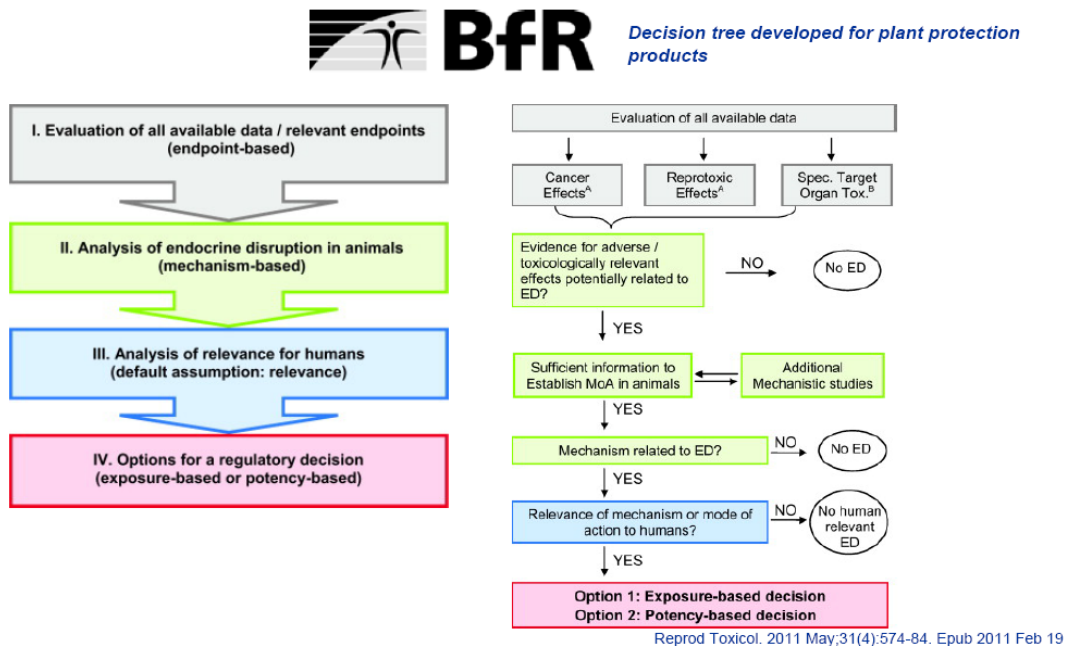 BfR
Decision tree developed for plant protection
products
I. Evaluation of all available data / relevant endpoints
(endpoint-based)
II. Analysis of endocrine disruption in animals
(mechanism-based)
III. Analysis of relevance for humans
(default assumption: relevance)
IV. Options for a regulatory decision
(exposure-based or potency-based)
Evaluation of all available data
Cancer
Effects^A
Reprotoxic
Effects^A
Spec. Target
Organ Tox.^B
Evidence for adverse /
toxicologically relevant
effects potentially related to
ED?
NO
No ED
YES
Sufficient information to
Establish MoA in animals
Additional
Mechanistic studies
YES
Mechanism related to ED?
NO
No ED
YES
Relevance of mechanism or mode of
action to humans?
NO
No human
relevant
ED
YES
Option 1: Exposure-based decision
Option 2: Potency-based decision
Reprod Toxicol. 2011 May;31(4):574-84. Epub 2011 Feb 19